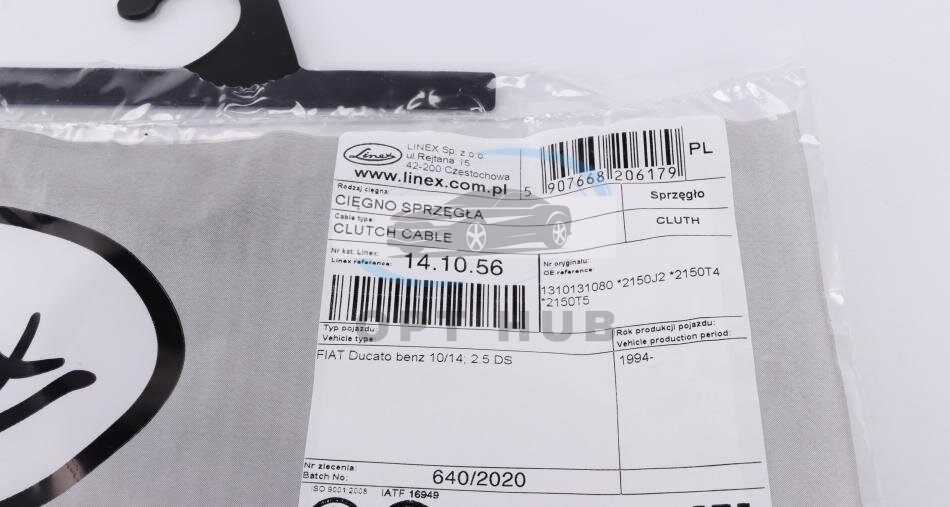 Linex
LINEX Sp. z o.o.
ul.Rejtana 15
42-200 Częstochowa
www.linex.com.pl
5 907668 206179
PL
Rodzaj cięgna:
CIĘGNO SPRZĘGŁA
Sprzęgło
Cable type:
CLUTCH CABLE
CLUTH
Nr kat. Linex:
Linex reference:
14.10.56
Nr oryginału:
OE reference:
1310131080 *2150J2 *2150T4
*2150T5
OPT HUB
Typ pojazdu:
Vehicle type:
Rok produkcji pojazdu:
Vehicle production period:
FIAT Ducato benz 10/14; 2.5 DS
1994-
Nr zlecenia:
Batch No:
640/2020
ISO 9001:2008
IATF 16949